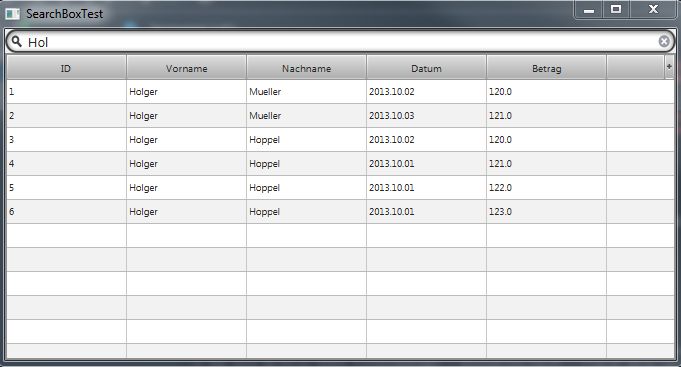 SearchBoxTest
Hol
ID Vorname Nachname Datum Betrag +
1 Holger Mueller 2013.10.02 120.0
2 Holger Mueller 2013.10.03 121.0
3 Holger Hoppel 2013.10.02 120.0
4 Holger Hoppel 2013.10.01 121.0
5 Holger Hoppel 2013.10.01 122.0
6 Holger Hoppel 2013.10.01 123.0